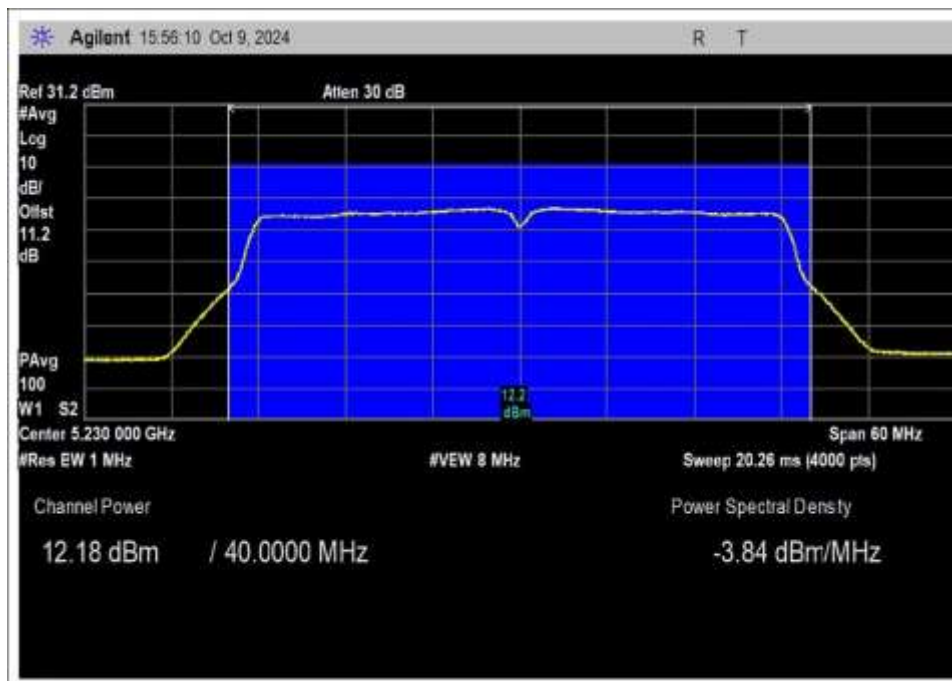 Agilent 15:56:10 Oct 9, 2024 R T
Ref 31.2 dBm Atten 30 dB
#Avg
Log
10
dB/
Offst
11.2
dB
PAvg
100
W1 S2
12.2
dBm
Center 5.230 000 GHz Span 60 MHz
#Res BW 1 MHz #VBW 8 MHz Sweep 20.26 ms (4000 pts)
Channel Power Power Spectral Density
12.18 dBm / 40.0000 MHz -3.84 dBm/MHz